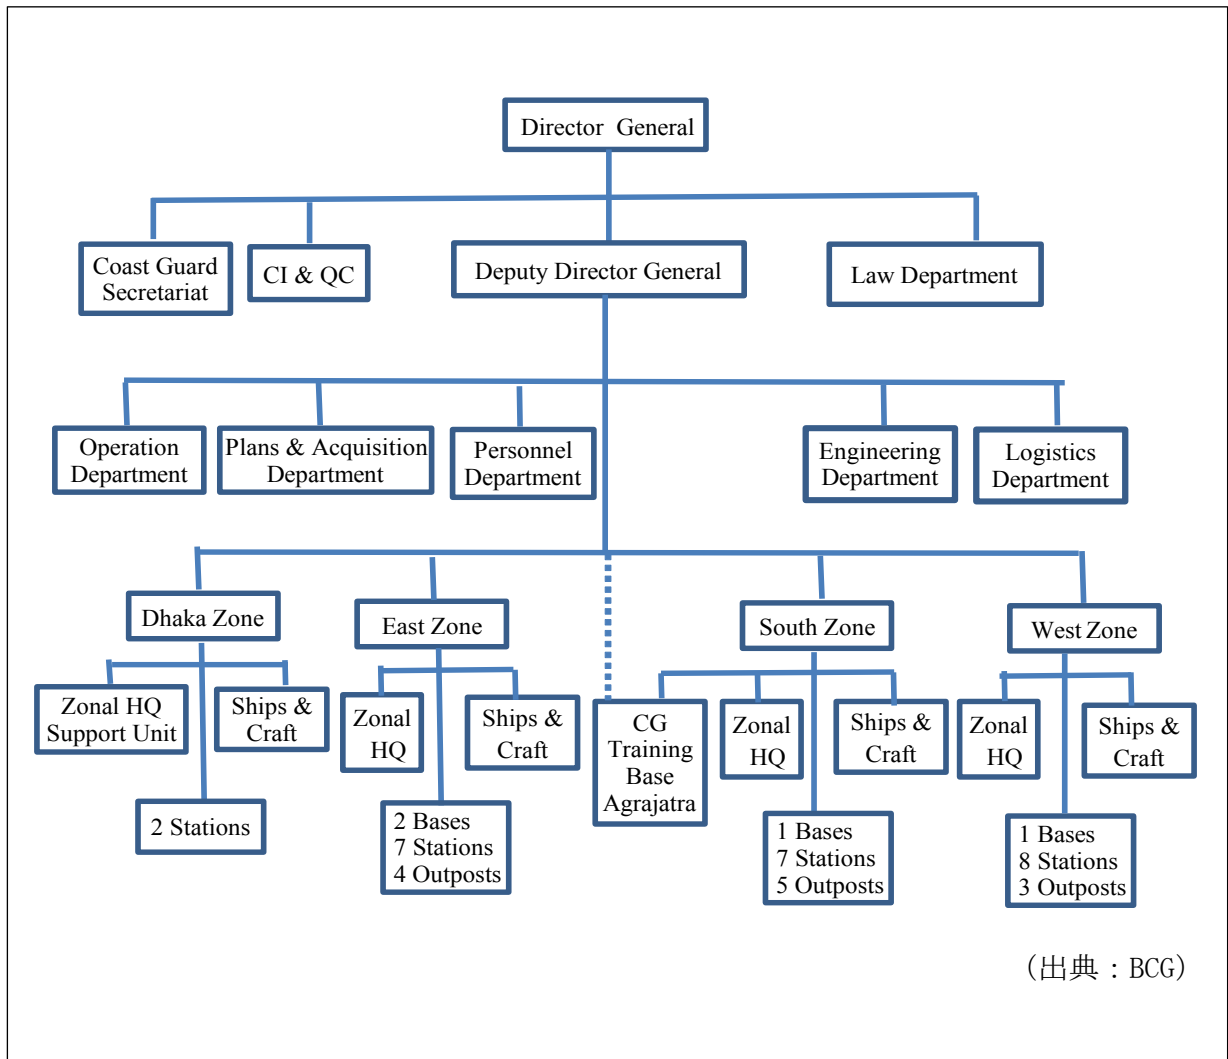 Director General
Coast Guard
Secretariat
CI & QC
Deputy Director General
Law Department
Operation
Department
Plans & Acquisition
Department
Personnel
Department
Engineering
Department
Logistics
Department
Dhaka Zone
East Zone
South Zone
West Zone
Zonal HQ
Support Unit
Ships &
Craft
Zonal
HQ
Ships &
Craft
CG
Training
Base
Agrajatra
Zonal
HQ
Ships &
Craft
Zonal
HQ
Ships &
Craft
2 Stations
2 Bases
7 Stations
4 Outposts
1 Bases
7 Stations
5 Outposts
1 Bases
8 Stations
3 Outposts
（出典：BCG）